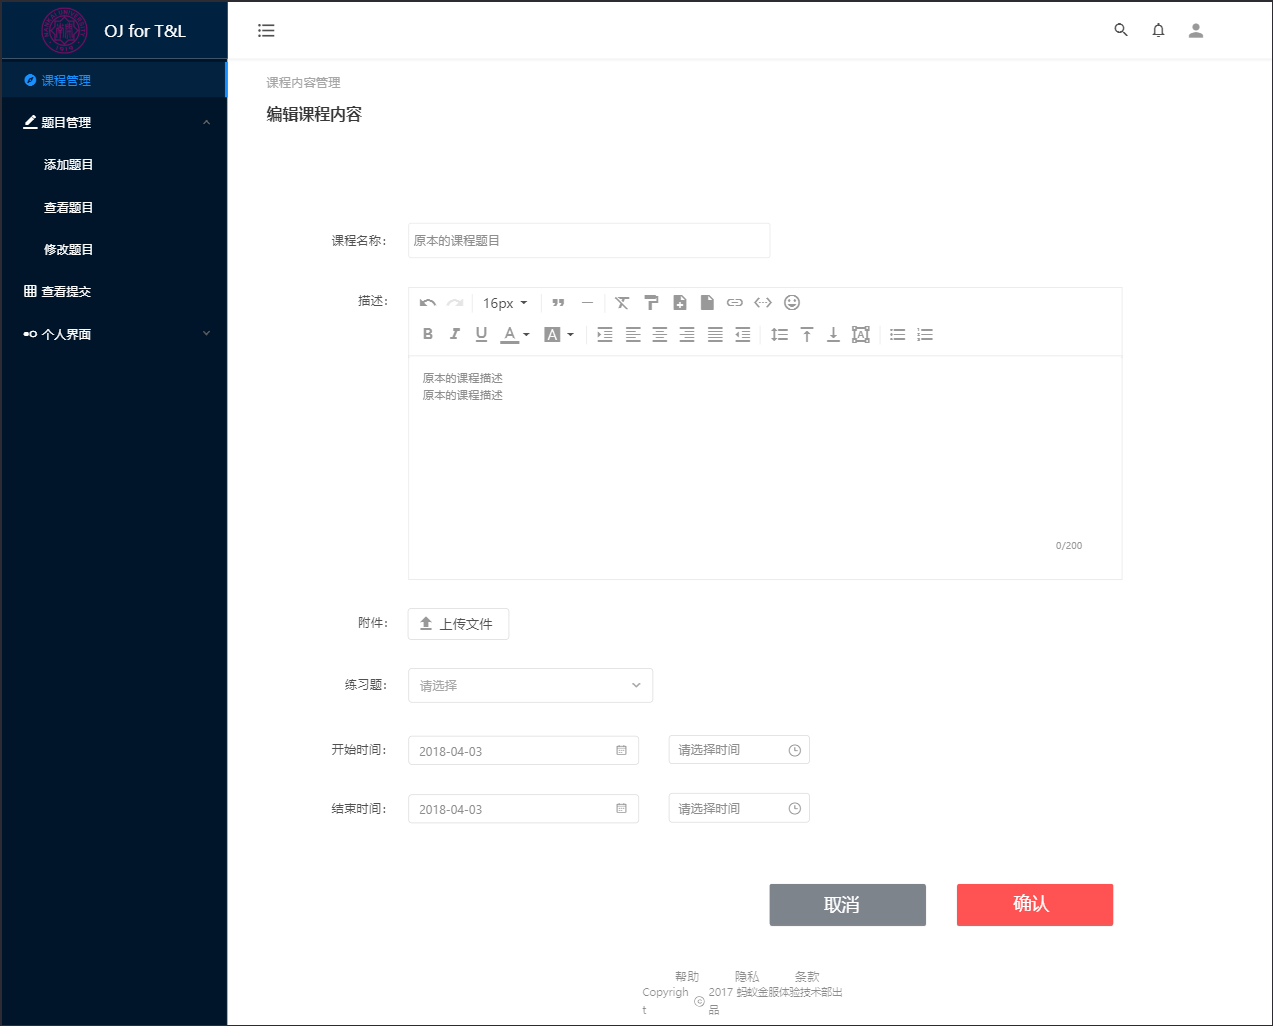 OJ for T&L
课程管理
题目管理
添加题目
查看题目
修改题目
查看提交
个人界面
课程内容管理
编辑课程内容
课程名称：
原本的课程题目
描述：
16px
B I U A A
原本的课程描述
原本的课程描述
0/200
附件：
上传文件
练习题：
请选择
开始时间：
2018-04-03
请选择时间
结束时间：
2018-04-03
请选择时间
取消
确认
帮助 隐私 条款
Copyrigh
t
©
2017 蚂蚁金服体验技术部出
品